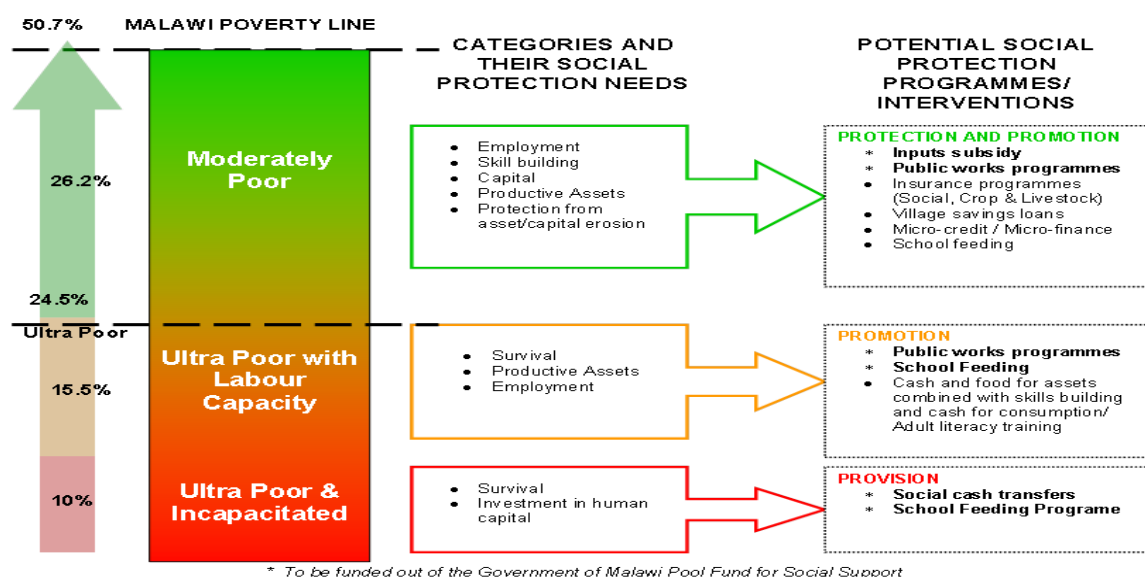 50.7%
MALAWI POVERTY LINE
CATEGORIES AND
THEIR SOCIAL
PROTECTION NEEDS
POTENTIAL SOCIAL
PROTECTION
PROGRAMMES/
INTERVENTIONS
26.2%
Moderately
Poor
● Employment
● Skill building
● Capital
● Productive Assets
● Protection from
asset/capital erosion
PROTECTION AND PROMOTION
* Inputs subsidy
* Public works programmes
● Insurance programmes
(Social, Crop & Livestock)
● Village savings loans
● Micro-credit / Micro-finance
● School feeding
24.5%
Ultra Poor
15.5%
Ultra Poor with
Labour
Capacity
● Survival
● Productive Assets
● Employment
PROMOTION
* Public works programmes
* School Feeding
● Cash and food for assets
combined with skills building
and cash for consumption/
Adult literacy training
10%
Ultra Poor &
Incapacitated
● Survival
● Investment in human
capital
PROVISION
* Social cash transfers
* School Feeding Programe
* To be funded out of the Government of Malawi Pool Fund for Social Support